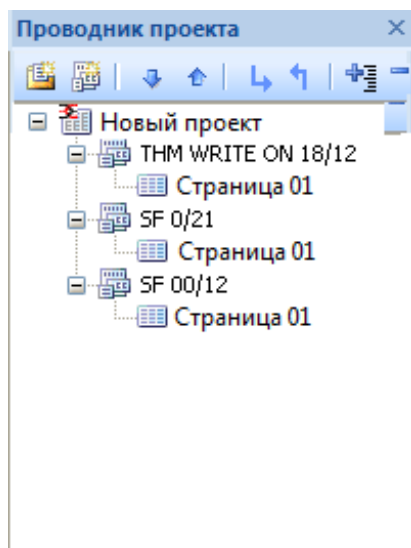 Проводник проекта
Новый проект
THM WRITE ON 18/12
Страница 01
SF 0/21
Страница 01
SF 00/12
Страница 01